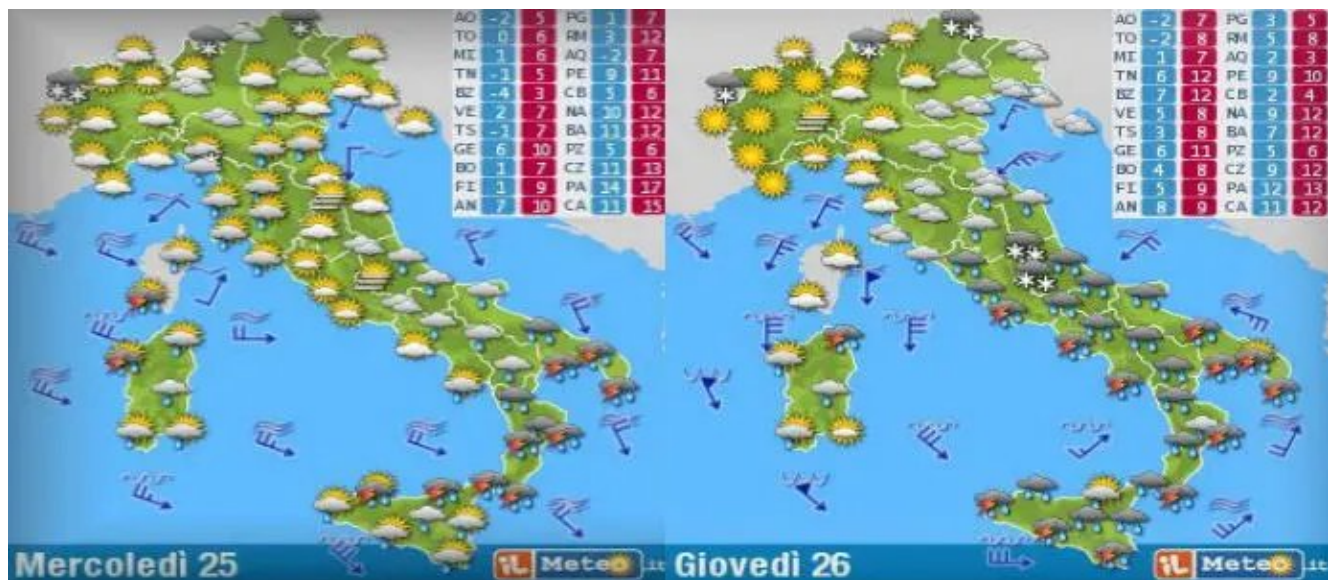 AO -2 5 PG 1 7
TO 0 6 RM 3 12
MI 1 6 AQ -2 7
TN -1 5 PE 9 11
BZ -4 3 CB 5 6
VE 2 7 NA 10 12
TS -1 7 BA 11 12
GE 6 10 PZ 5 6
BO 1 7 CZ 11 13
FI 1 9 PA 14 17
AN 7 10 CA 11 15
Mercoledì 25
iL Meteo .it
AO -2 7 PG 3 5
TO -2 8 RM 5 8
MI 1 7 AQ 2 3
TN 6 12 PE 9 10
BZ 7 12 CB 2 4
VE 5 8 NA 9 12
TS 3 8 BA 7 12
GE 6 11 PZ 5 6
BO 4 8 CZ 9 12
FI 5 9 PA 12 13
AN 8 9 CA 11 12
Giovedì 26
iL Meteo .it